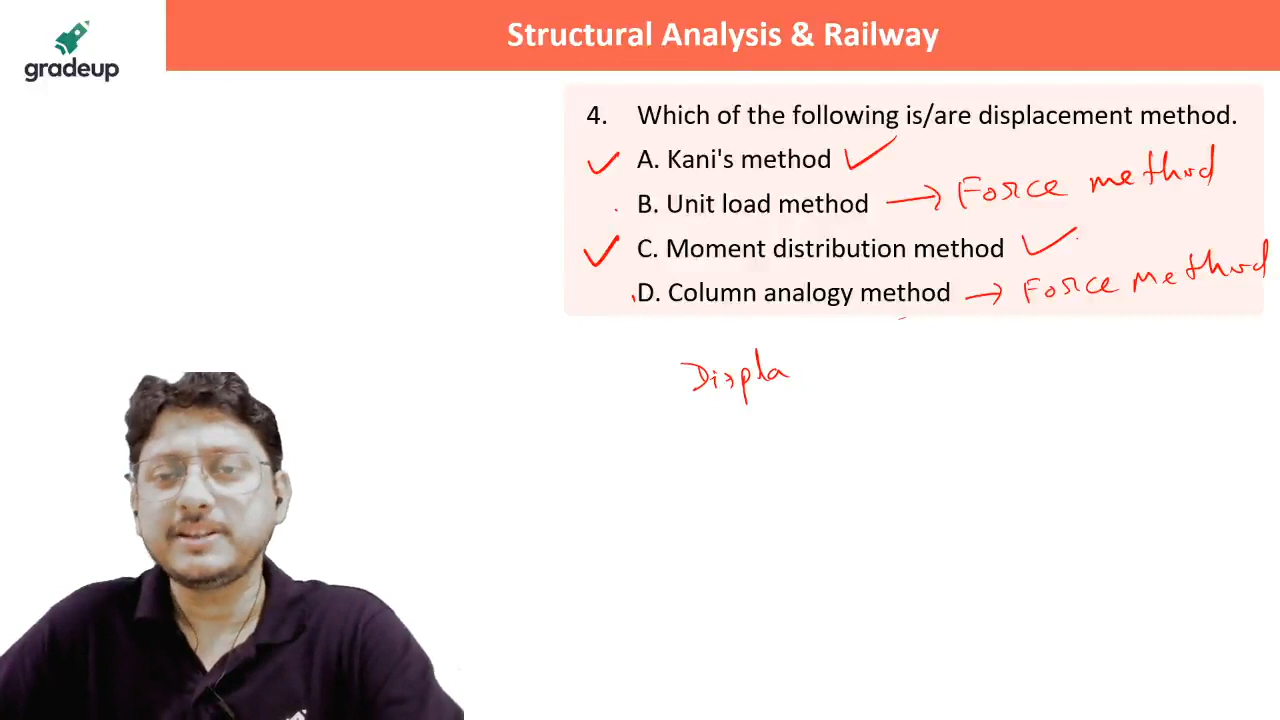 gradeup
Structural Analysis & Railway
4. Which of the following is/are displacement method.
A. Kani's method
B. Unit load method → Force method
C. Moment distribution method
D. Column analogy method → Force method
Displa